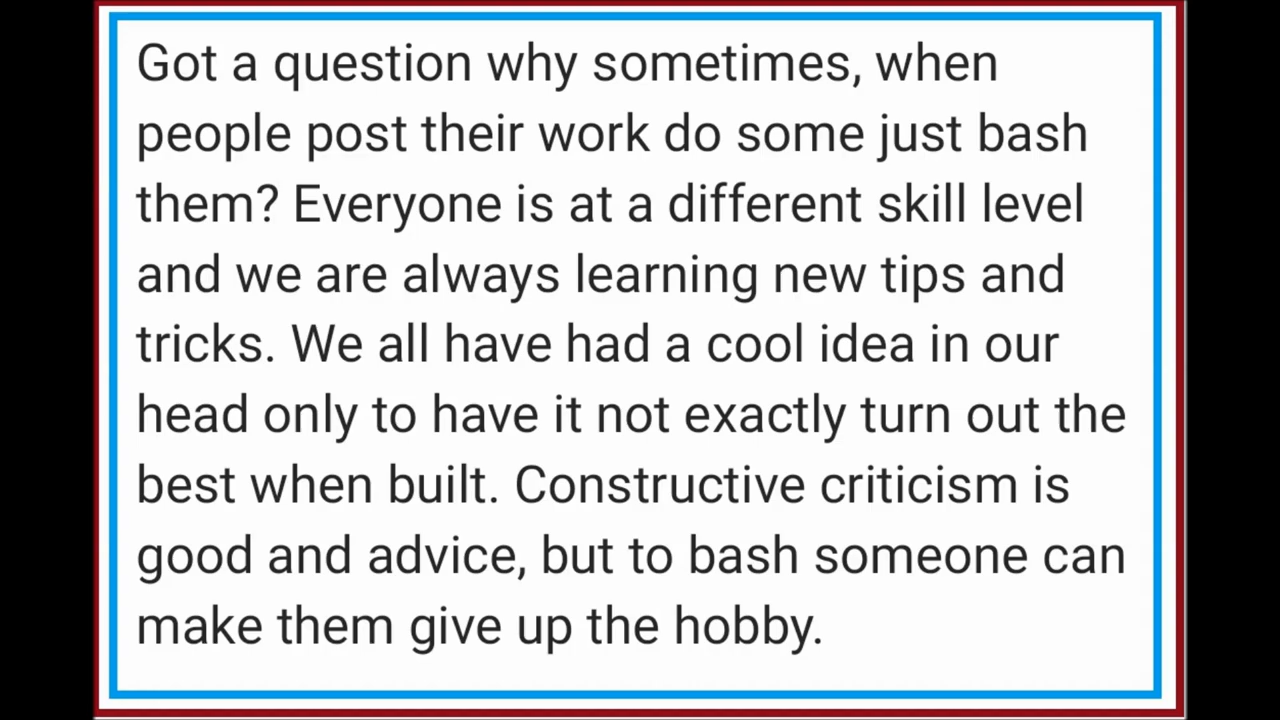 Got a question why sometimes, when
people post their work do some just bash
them? Everyone is at a different skill level
and we are always learning new tips and
tricks. We all have had a cool idea in our
head only to have it not exactly turn out the
best when built. Constructive criticism is
good and advice, but to bash someone can
make them give up the hobby.